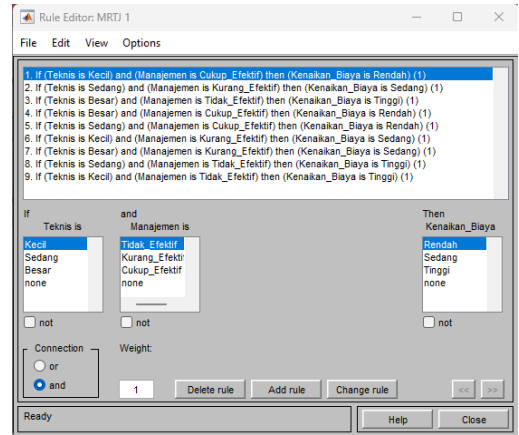 Rule Editor: MRTJ 1
File Edit View Options
1. If (Teknis is Kecil) and (Manajemen is Cukup_Efektif) then (Kenaikan_Biaya is Rendah) (1)
2. If (Teknis is Sedang) and (Manajemen is Kurang_Efektif) then (Kenaikan_Biaya is Sedang) (1)
3. If (Teknis is Besar) and (Manajemen is Tidak_Efektif) then (Kenaikan_Biaya is Tinggi) (1)
4. If (Teknis is Besar) and (Manajemen is Cukup_Efektif) then (Kenaikan_Biaya is Rendah) (1)
5. If (Teknis is Sedang) and (Manajemen is Cukup_Efektif) then (Kenaikan_Biaya is Rendah) (1)
6. If (Teknis is Kecil) and (Manajemen is Kurang_Efektif) then (Kenaikan_Biaya is Sedang) (1)
7. If (Teknis is Besar) and (Manajemen is Kurang_Efektif) then (Kenaikan_Biaya is Sedang) (1)
8. If (Teknis is Sedang) and (Manajemen is Tidak_Efektif) then (Kenaikan_Biaya is Tinggi) (1)
9. If (Teknis is Kecil) and (Manajemen is Tidak_Efektif) then (Kenaikan_Biaya is Tinggi) (1)
If and Then
Teknis is Manajemen is Kenaikan_Biaya
Kecil Tidak_Efektif Rendah
Sedang Kurang_Efekti Sedang
Besar Cukup_Efektif Tinggi
none none none
not not not
Connection Weight:
or
and 1 Delete rule Add rule Change rule << >>
Ready Help Close